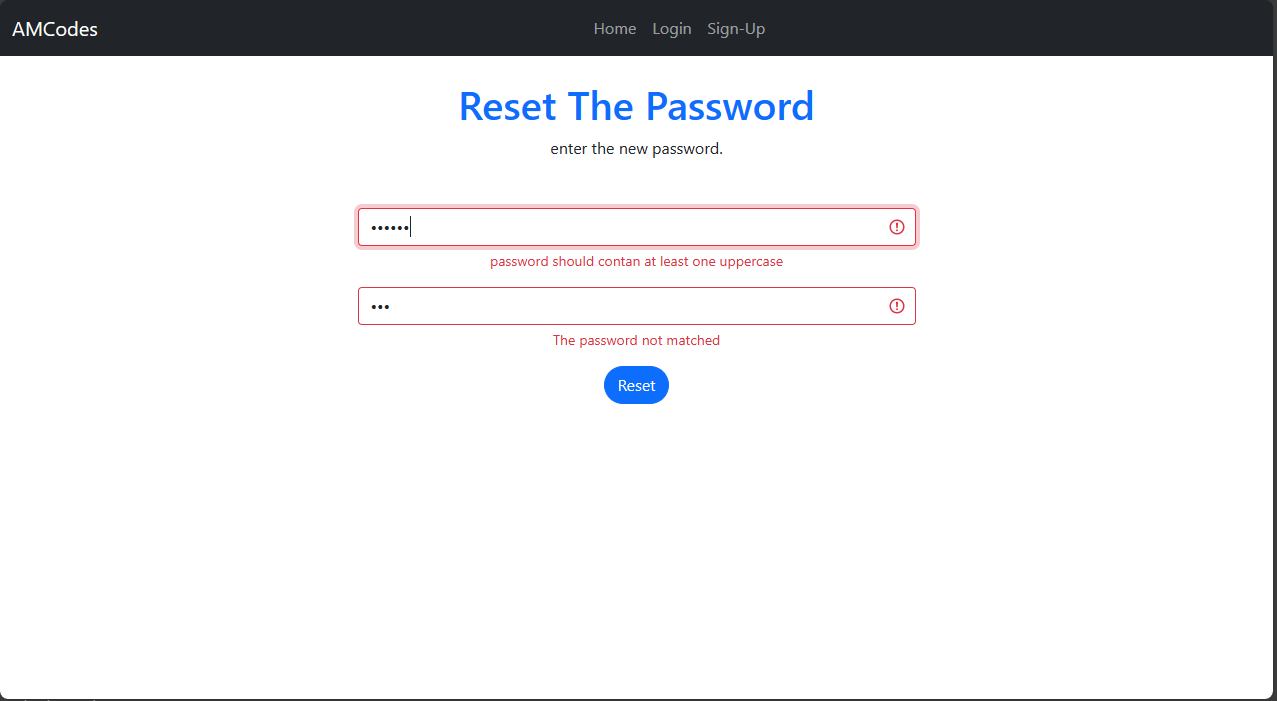 AMCodes Home Login Sign-Up
Reset The Password
enter the new password.
••••••
password should contan at least one uppercase
•••
The password not matched
Reset